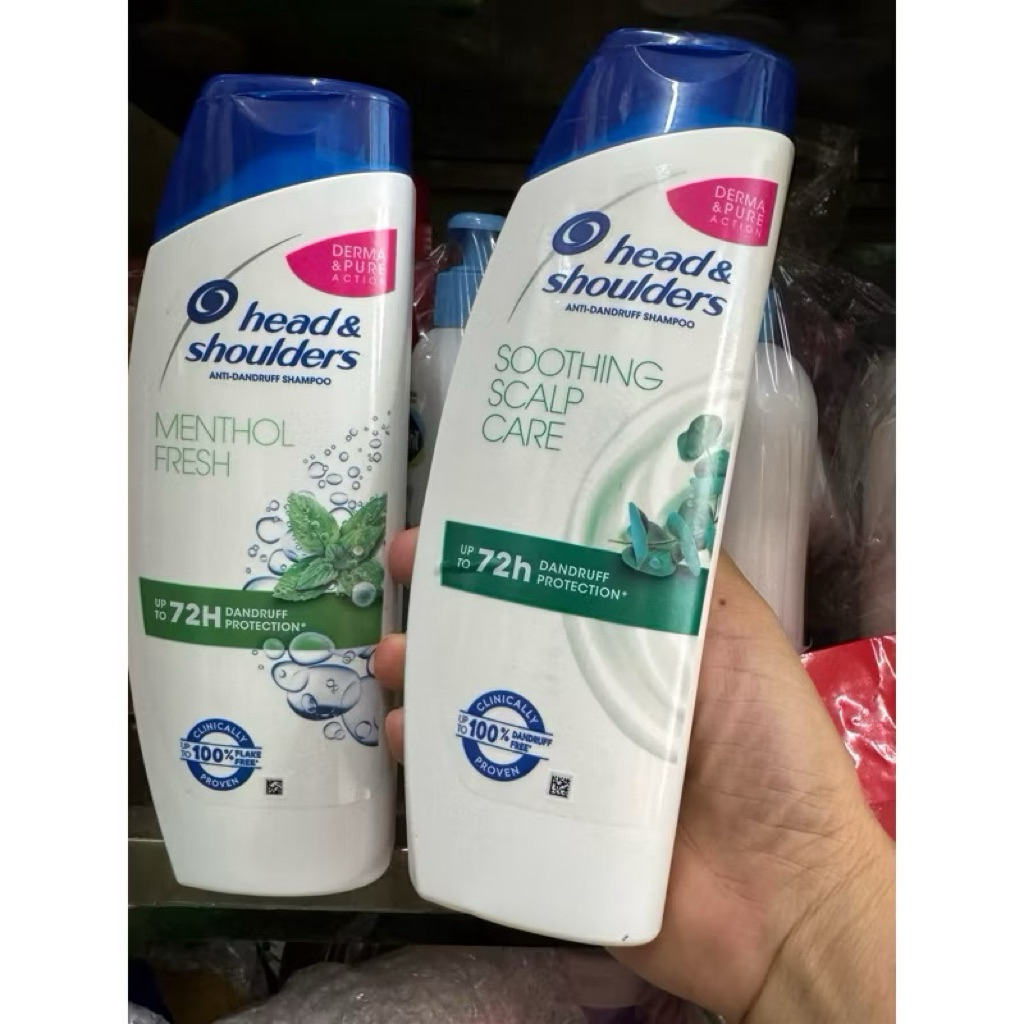 DERMA
& PURE
ACTION
head &
shoulders
ANTI-DANDRUFF SHAMPOO
MENTHOL
FRESH
UP
TO 72H DANDRUFF
PROTECTION*
CLINICALLY
UP
TO 100% FLAKE
FREE*
PROVEN
DERMA
& PURE
ACTION
head &
shoulders
ANTI-DANDRUFF SHAMPOO
SOOTHING
SCALP
CARE
UP
TO 72h DANDRUFF
PROTECTION*
CLINICALLY
UP
TO 100% DANDRUFF
FREE*
PROVEN